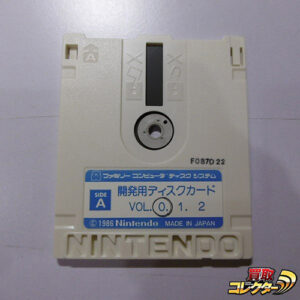 A
F087D 22
ファミリー コンピュータ ディスク システム
SIDE A
開発用ディスクカード
VOL. 0. 1. 2
©1986 Nintendo MADE IN JAPAN
NINTENDO
買取コレクター